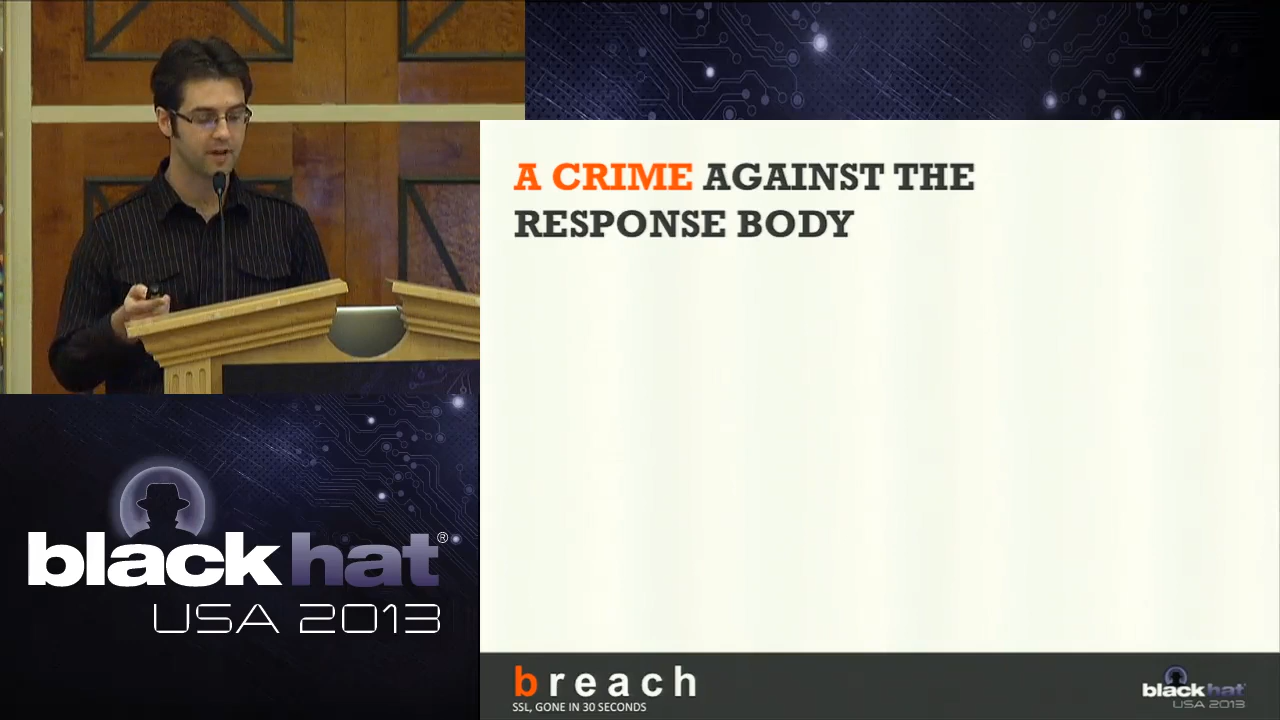 A CRIME AGAINST THE
RESPONSE BODY
black hat®
USA 2013
breach
SSL, GONE IN 30 SECONDS
black hat
USA 2013